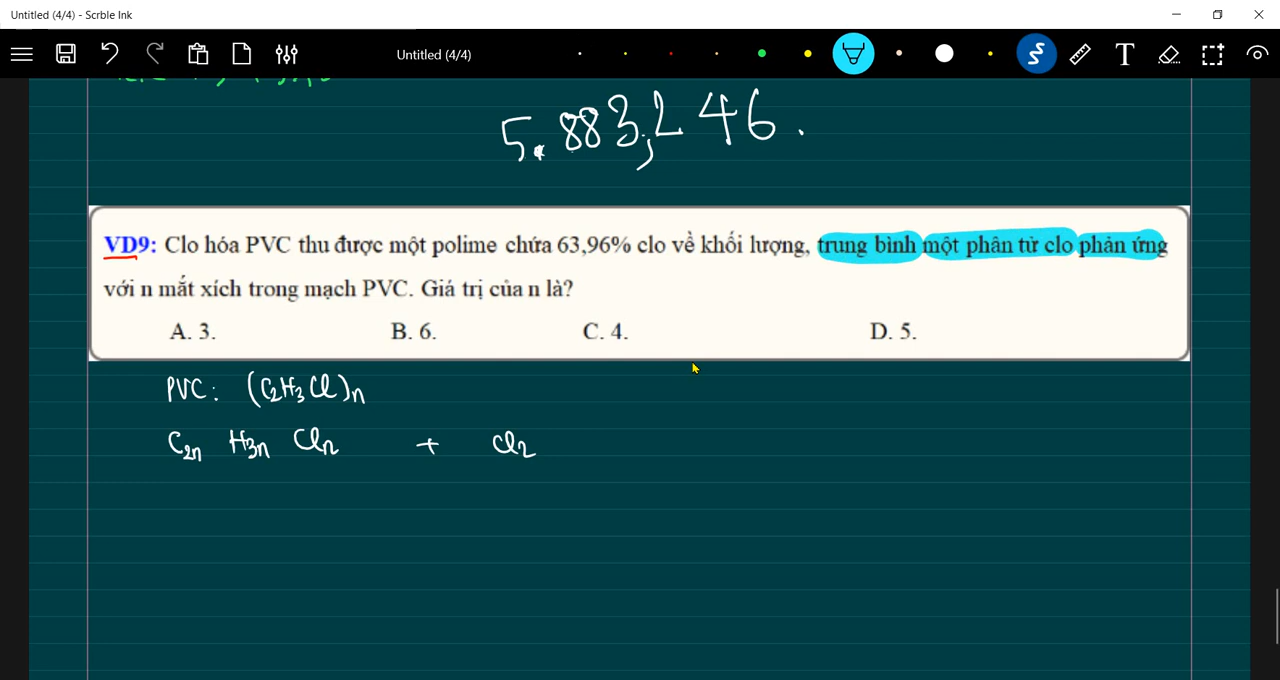 Untitled (4/4) - Scrble Ink
Untitled (4/4)
T
5.883,246.
VD9: Clo hóa PVC thu được một polime chứa 63,96% clo về khối lượng, trung bình một phân tử clo phản ứng
với n mắt xích trong mạch PVC. Giá trị của n là?
A. 3. B. 6. C. 4. D. 5.
PVC: (C₂H₃Cl)n
C₂n H₃n Cln + Cl₂